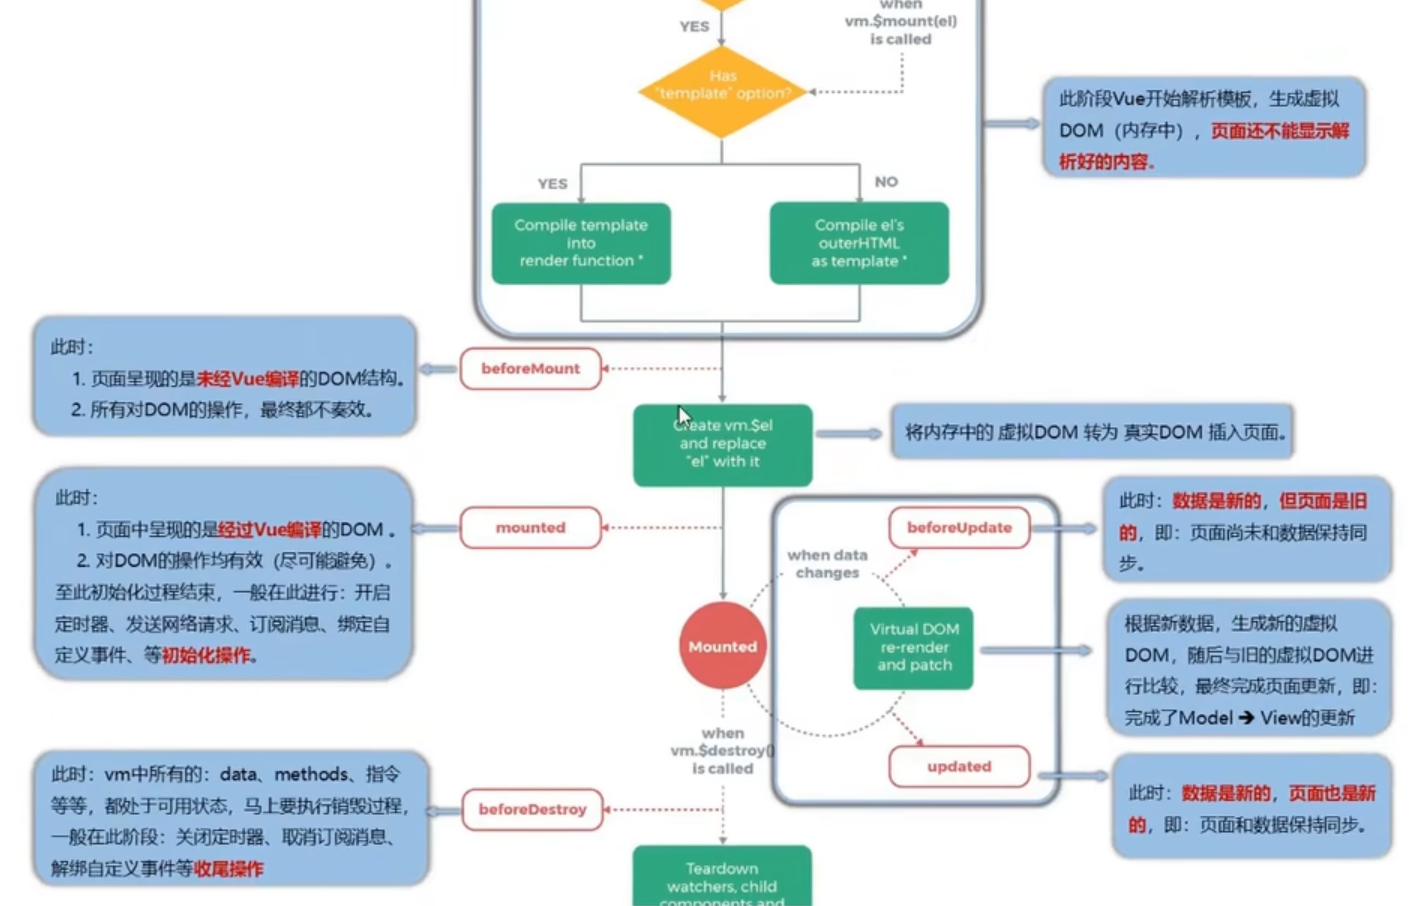 when
vm.$mount(el)
is called
YES
Has
"template" option?
此阶段Vue开始解析模板，生成虚拟
DOM（内存中），页面还不能显示解
析好的内容。
YES
NO
Compile template
into
render function *
Compile el's
outerHTML
as template *
此时：
1. 页面呈现的是未经Vue编译的DOM结构。
2. 所有对DOM的操作，最终都不奏效。
beforeMount
Create vm.$el
and replace
"el" with it
将内存中的 虚拟DOM 转为 真实DOM 插入页面。
此时：
1. 页面中呈现的是经过Vue编译的DOM 。
2. 对DOM的操作均有效（尽可能避免）。
至此初始化过程结束，一般在此进行：开启
定时器、发送网络请求、订阅消息、绑定自
定义事件、等初始化操作。
mounted
beforeUpdate
此时：数据是新的，但页面是旧
的，即：页面尚未和数据保持同
步。
when data
changes
Mounted
Virtual DOM
re-render
and patch
根据新数据，生成新的虚拟
DOM，随后与旧的虚拟DOM进
行比较，最终完成页面更新，即：
完成了Model ➔ View的更新
when
vm.$destroy()
is called
updated
此时：数据是新的，页面也是新
的，即：页面和数据保持同步。
此时：vm中所有的：data、methods、指令
等等，都处于可用状态，马上要执行销毁过程，
一般在此阶段：关闭定时器、取消订阅消息、
解绑自定义事件等收尾操作
beforeDestroy
Teardown
watchers, child
components and